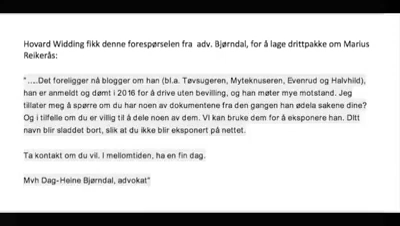 Hovard Widding fikk denne forespørselen fra  adv. Bjørndal, for å lage drittpakke om Marius
Reikerås:
"....Det foreligger nå blogger om han (bl.a. Tøvsugeren, Myteknuseren, Evenrud og Halvhild),
han er anmeldt og dømt i 2016 for å drive uten bevilling, og han møter mye motstand. Jeg
tillater meg å spørre om du har noen av dokumentene fra den gangen han ødela sakene dine?
Og i tilfelle om du er villig til å dele noen av dem. Vi kan bruke dem for å eksponere han. Ditt
navn blir sladdet bort, slik at du ikke blir eksponert på nettet.
Ta kontakt om du vil. I mellomtiden, ha en fin dag.
Mvh Dag-Heine Bjørndal, advokat"